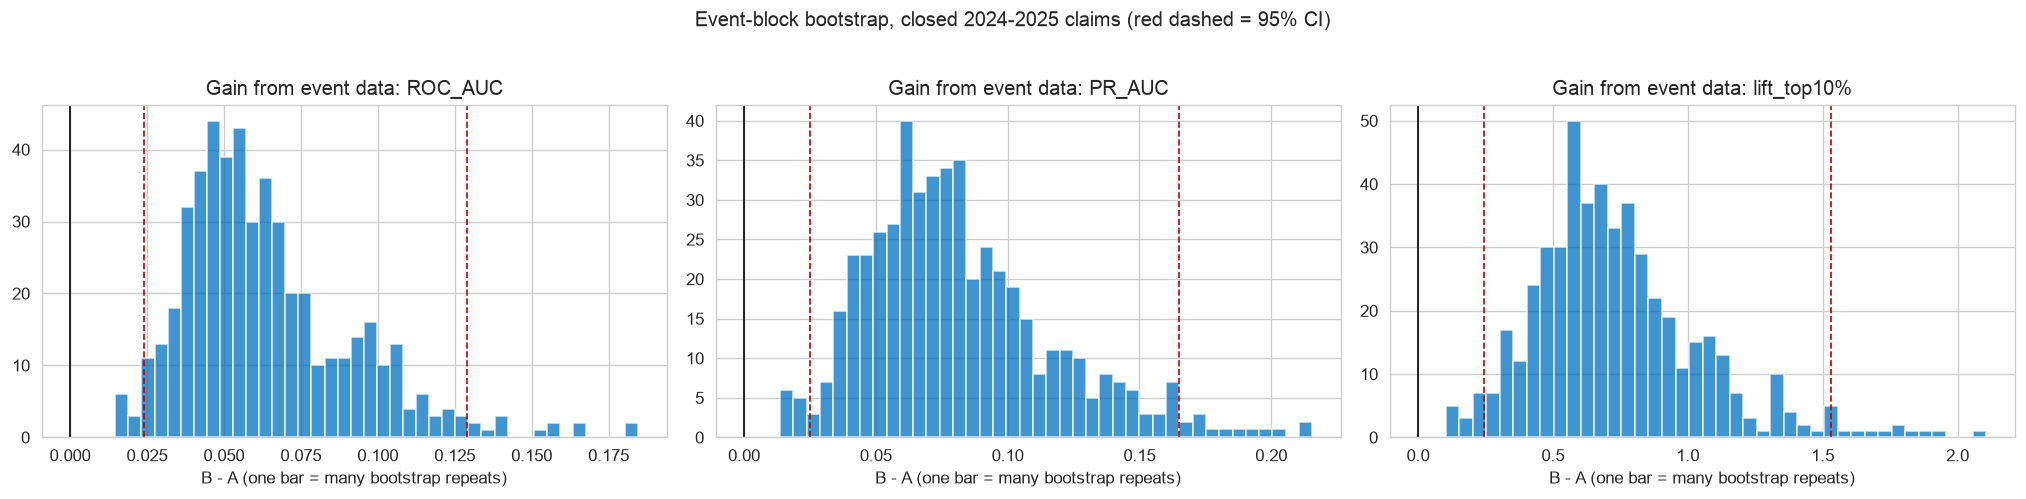 Event-block bootstrap, closed 2024-2025 claims (red dashed = 95% CI)
Gain from event data: ROC_AUC
40
30
20
10
0
0.000 0.025 0.050 0.075 0.100 0.125 0.150 0.175
B - A (one bar = many bootstrap repeats)
Gain from event data: PR_AUC
40
35
30
25
20
15
10
5
0
0.00 0.05 0.10 0.15 0.20
B - A (one bar = many bootstrap repeats)
Gain from event data: lift_top10%
50
40
30
20
10
0
0.0 0.5 1.0 1.5 2.0
B - A (one bar = many bootstrap repeats)